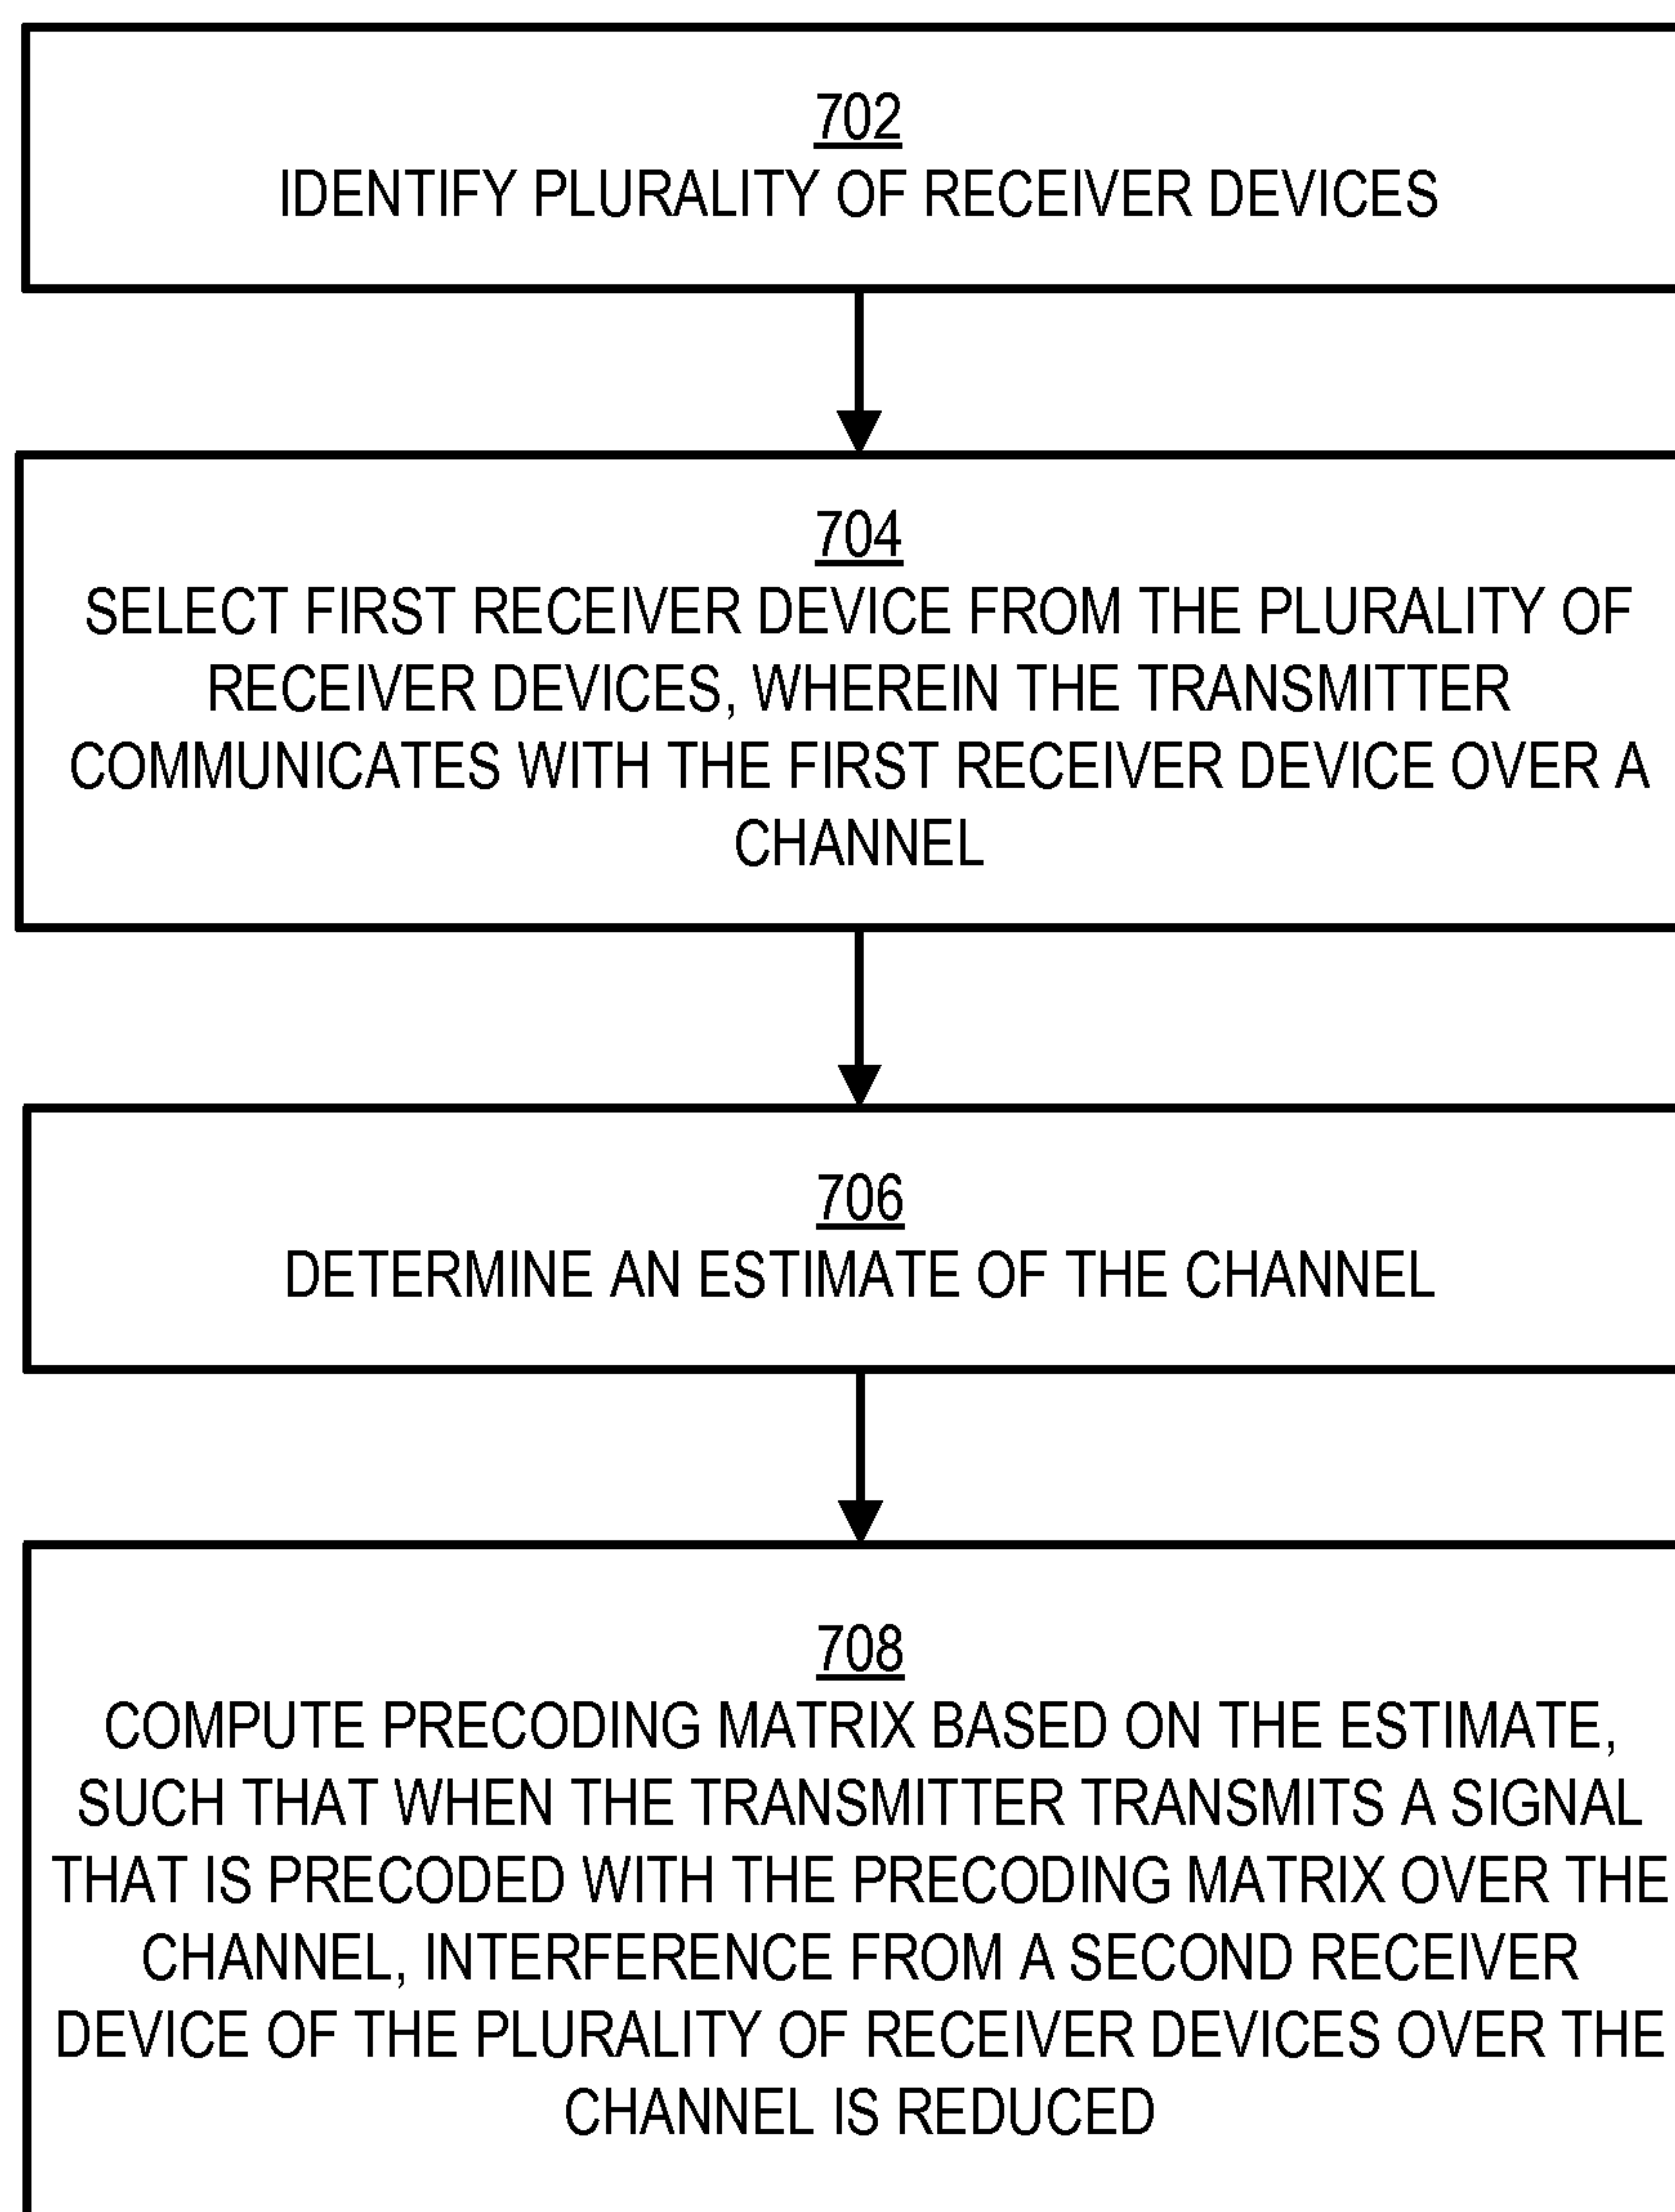 702
IDENTIFY PLURALITY OF RECEIVER DEVICES
704
SELECT FIRST RECEIVER DEVICE FROM THE PLURALITY OF
RECEIVER DEVICES, WHEREIN THE TRANSMITTER
COMMUNICATES WITH THE FIRST RECEIVER DEVICE OVER A
CHANNEL
706
DETERMINE AN ESTIMATE OF THE CHANNEL
708
COMPUTE PRECODING MATRIX BASED ON THE ESTIMATE,
SUCH THAT WHEN THE TRANSMITTER TRANSMITS A SIGNAL
THAT IS PRECODED WITH THE PRECODING MATRIX OVER THE
CHANNEL, INTERFERENCE FROM A SECOND RECEIVER
DEVICE OF THE PLURALITY OF RECEIVER DEVICES OVER THE
CHANNEL IS REDUCED